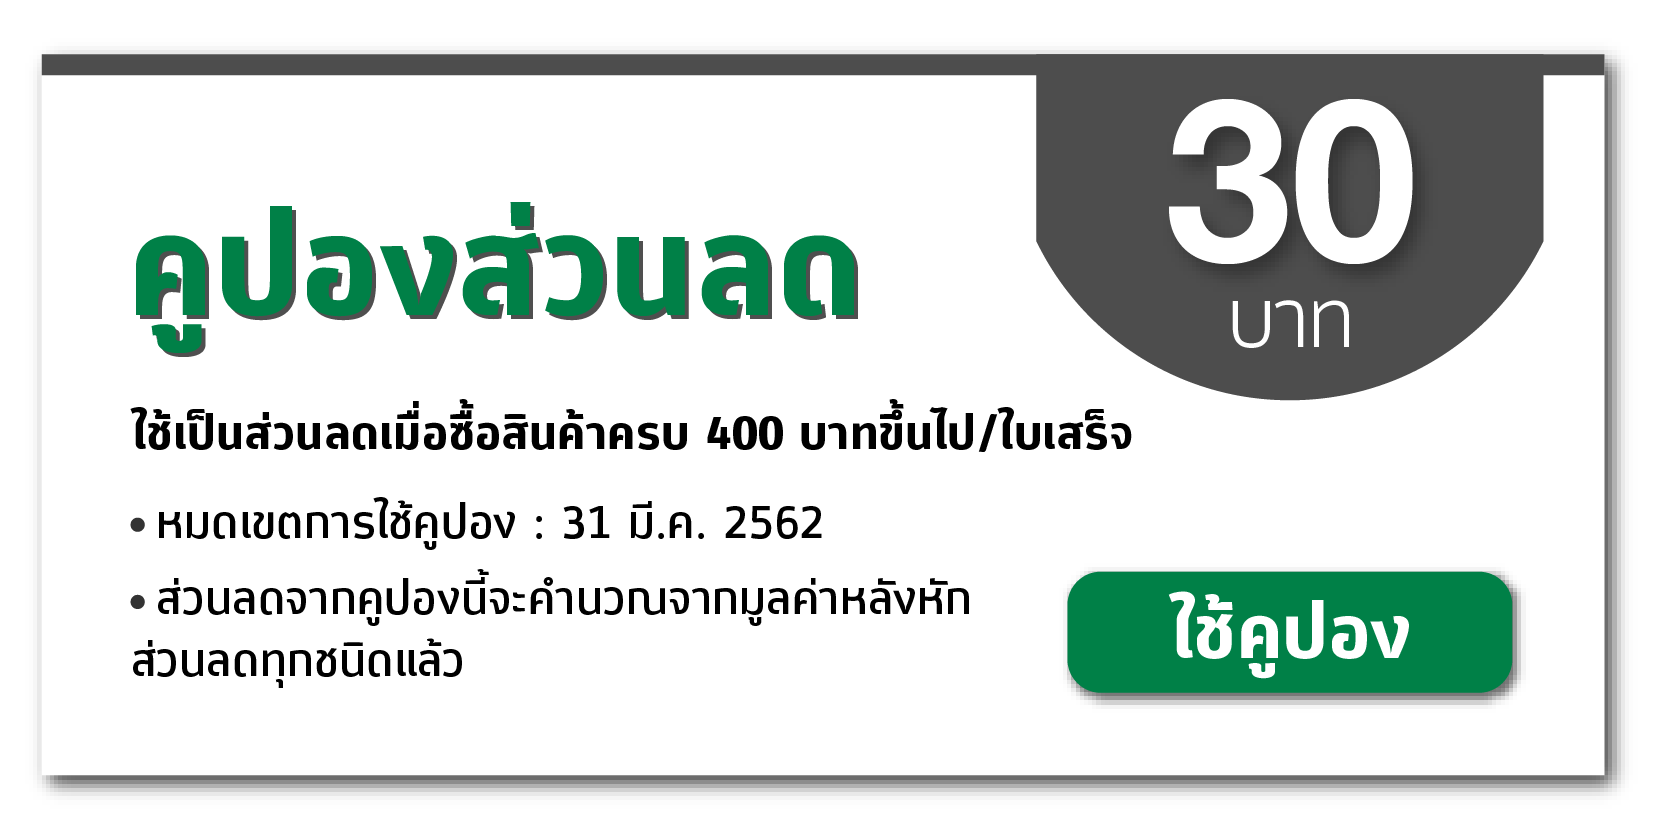 30
บาท
คูปองส่วนลด
ใช้เป็นส่วนลดเมื่อซื้อสินค้าครบ 400 บาทขึ้นไป/ใบเสร็จ
• หมดเขตการใช้คูปอง : 31 มี.ค. 2562
• ส่วนลดจากคูปองนี้จะคำนวณจากมูลค่าหลังหัก
ส่วนลดทุกชนิดแล้ว
ใช้คูปอง